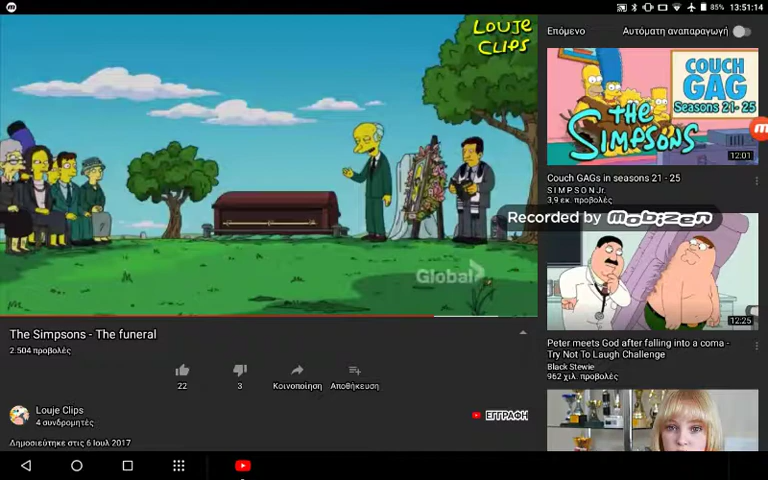 85% 13:51:14
LOUJE
CLIPS
Global
Recorded by mobizen
The Simpsons - The funeral
2.504 προβολές
22
3
Κοινοποίηση
Αποθήκευση
Louje Clips
4 συνδρομητές
ΕΓΓΡΑΦΗ
Δημοσιεύτηκε στις 6 Ιουλ 2017
Επόμενο
Αυτόματη αναπαραγωγή
COUCH
GAG
Seasons 21-25
THE
SIMPSONS
12:01
Couch GAGs in seasons 21 - 25
S I M P S O N Jr.
3,9 εκ. προβολές
12:25
Peter meets God after falling into a coma -
Try Not To Laugh Challenge
Black Stewie
962 χιλ. προβολές